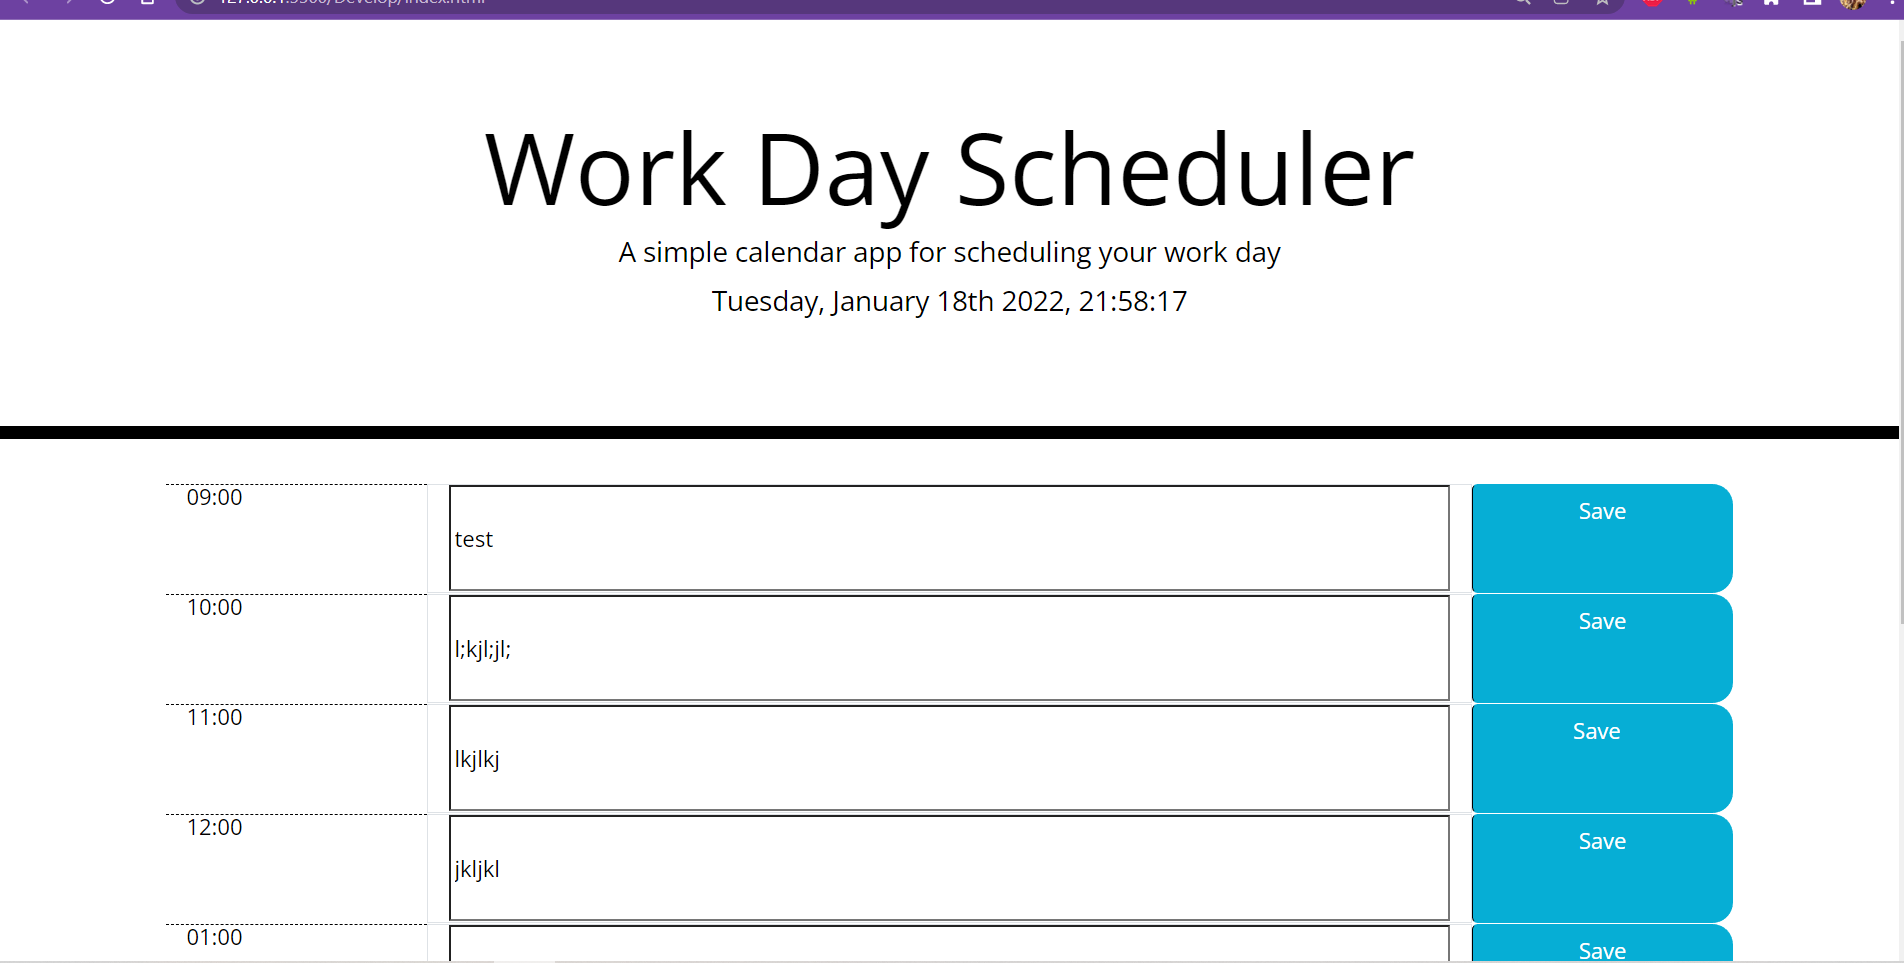 Work Day Scheduler
A simple calendar app for scheduling your work day
Tuesday, January 18th 2022, 21:58:17
09:00
test
Save
10:00
l;kjl;jl;
Save
11:00
lkjlkj
Save
12:00
jkljkl
Save
01:00
Save